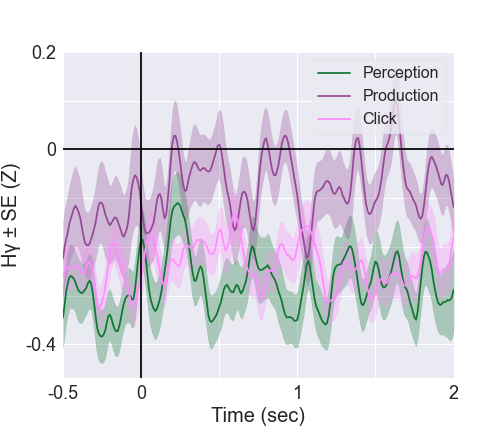 0.2
Perception
Production
Click
0
Hγ ± SE (Z)
-0.4
-0.5
0
1
2
Time (sec)